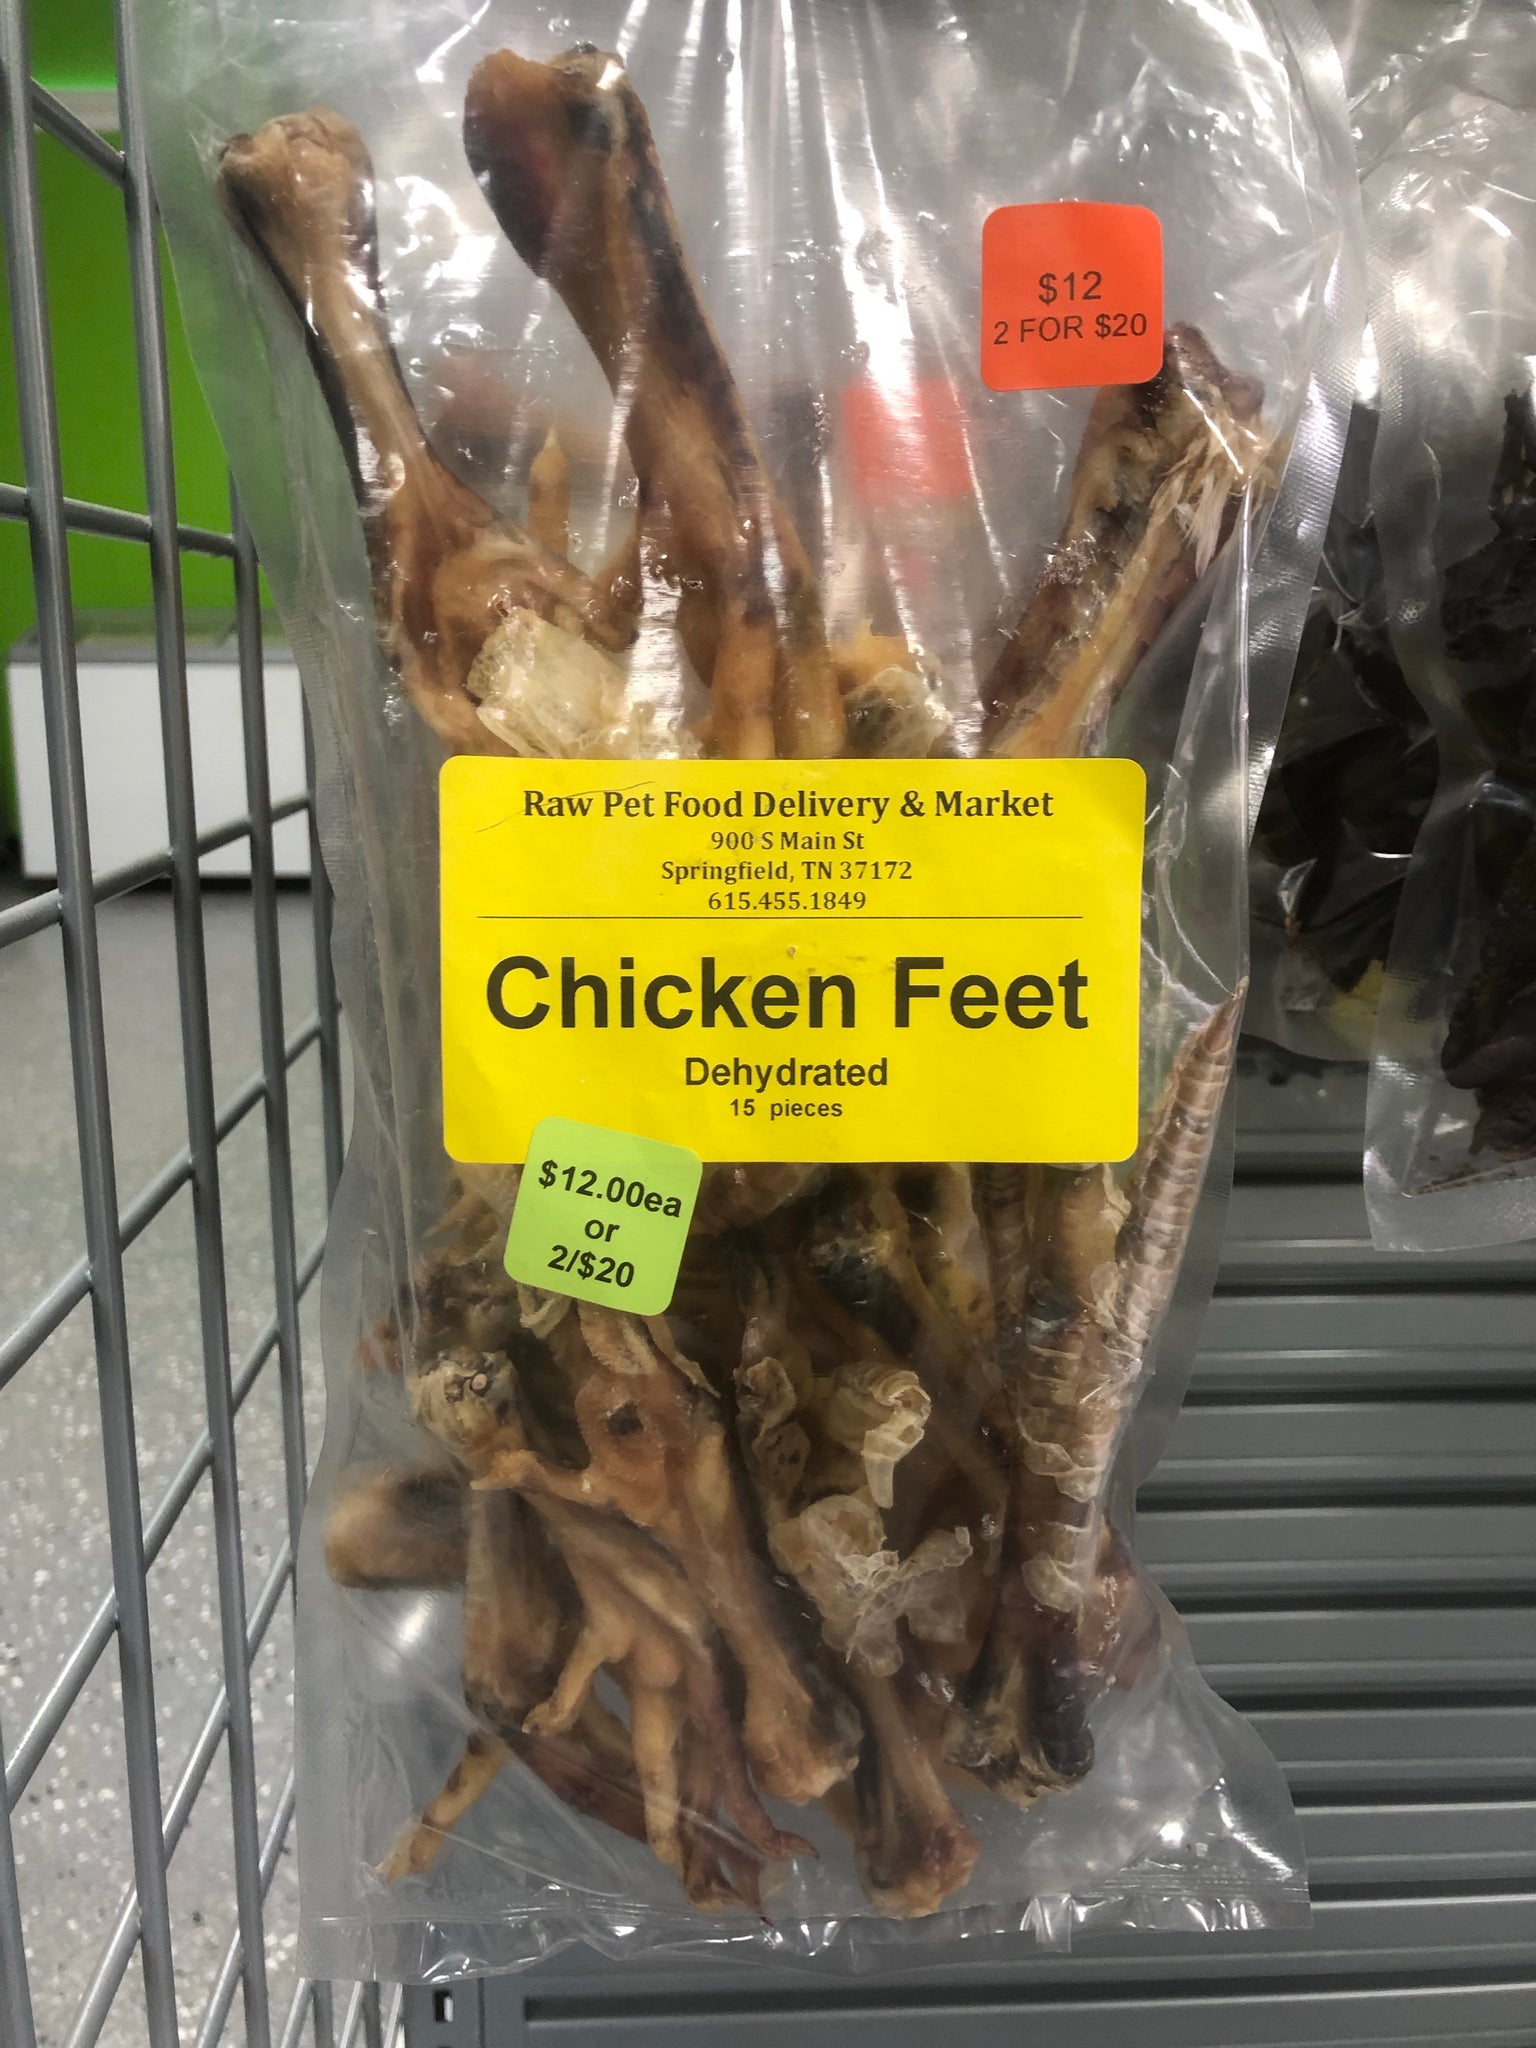 $12
2 FOR $20
Raw Pet Food Delivery & Market
900 S Main St
Springfield, TN 37172
615.455.1849
Chicken Feet
Dehydrated
15 pieces
$12.00ea
or
2/$20